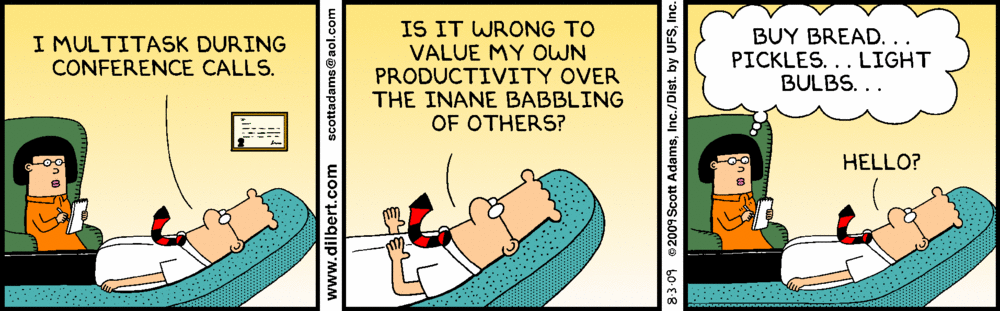 I MULTITASK DURING
CONFERENCE CALLS.
www.dilbert.com
scottadams@aol.com
IS IT WRONG TO
VALUE MY OWN
PRODUCTIVITY OVER
THE INANE BABBLING
OF OTHERS?
8-3-09 ©2009 Scott Adams, Inc./Dist. by UFS, Inc.
BUY BREAD...
PICKLES... LIGHT
BULBS...
HELLO?